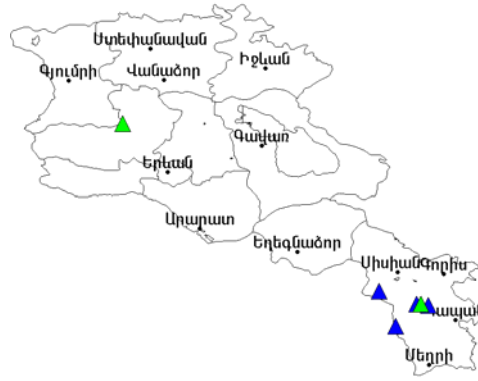 Ստեփանավան
Գյումրի
Վանաձոր
Իջևան
Գավառ
Երևան
Արարատ
Եղեգնաձոր
Սիսիան
Գորիս
Մեղրի